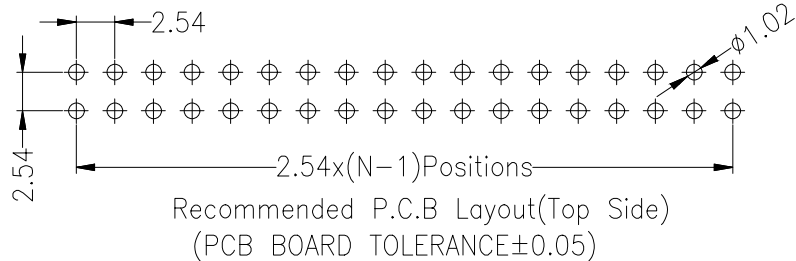 2.54
ø1.02
2.54
2.54x(N-1)Positions
Recommended P.C.B Layout(Top Side)
(PCB BOARD TOLERANCE±0.05)